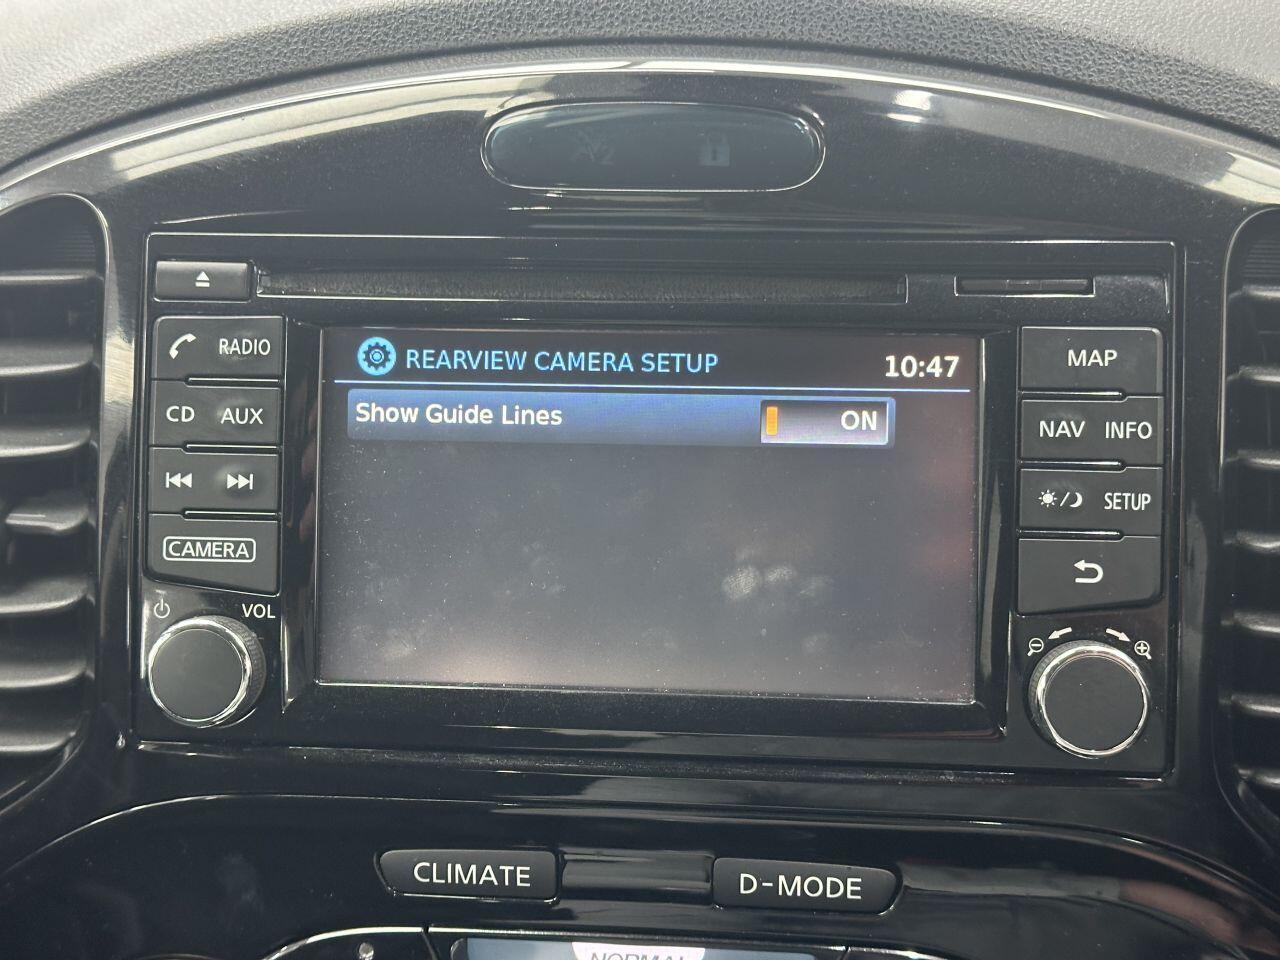 REARVIEW CAMERA SETUP 10:47
Show Guide Lines ON
RADIO
CD AUX
CAMERA
VOL
MAP
NAV INFO
SETUP
CLIMATE
D-MODE
NORMAL